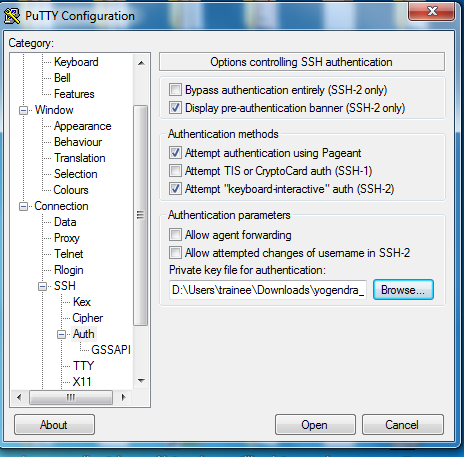 PuTTY Configuration
Category:
Keyboard
Bell
Features
Window
Appearance
Behaviour
Translation
Selection
Colours
Connection
Data
Proxy
Telnet
Rlogin
SSH
Kex
Cipher
Auth
GSSAPI
TTY
X11
Options controlling SSH authentication
Bypass authentication entirely (SSH-2 only)
Display pre-authentication banner (SSH-2 only)
Authentication methods
Attempt authentication using Pageant
Attempt TIS or CryptoCard auth (SSH-1)
Attempt "keyboard-interactive" auth (SSH-2)
Authentication parameters
Allow agent forwarding
Allow attempted changes of username in SSH-2
Private key file for authentication:
D:\Users\trainee\Downloads\yogendra_ Browse...
About Open Cancel